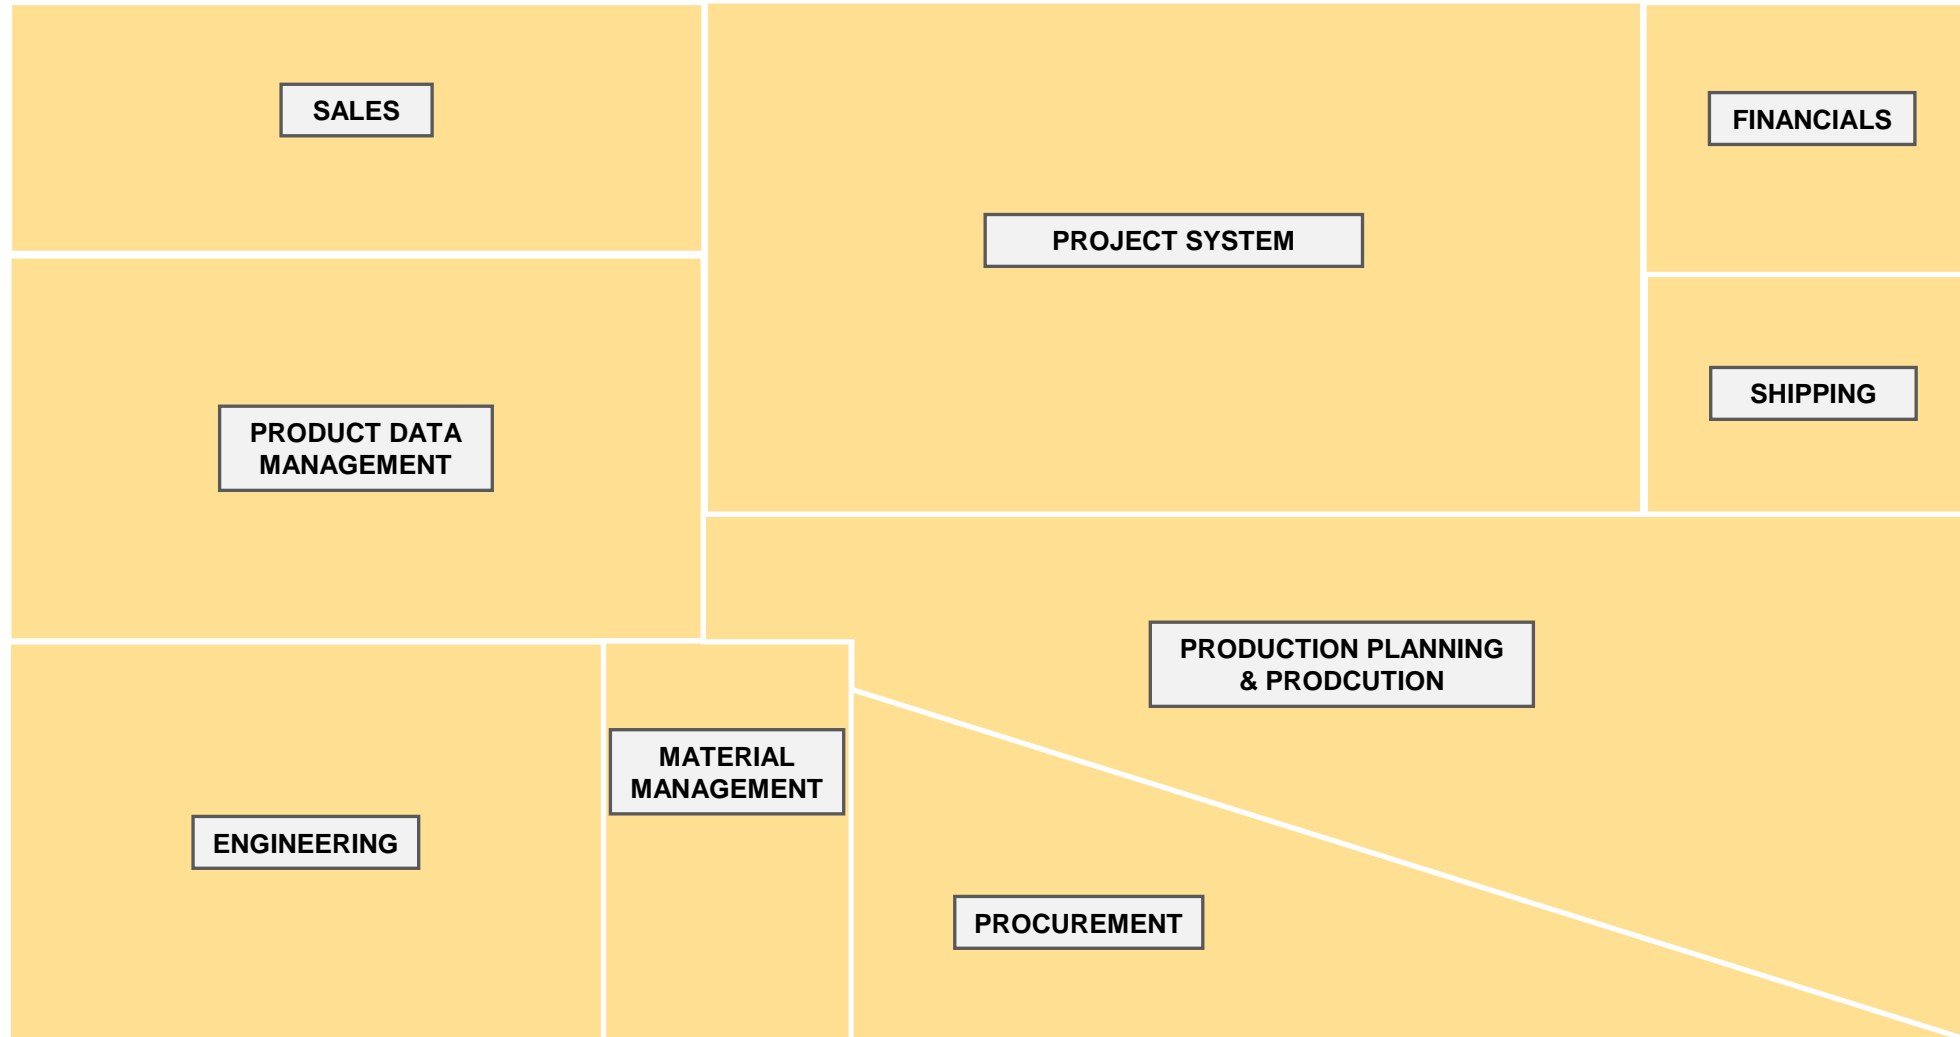 SALES
PROJECT SYSTEM
FINANCIALS
SHIPPING
PRODUCT DATA
MANAGEMENT
PRODUCTION PLANNING
& PRODCUTION
MATERIAL
MANAGEMENT
ENGINEERING
PROCUREMENT